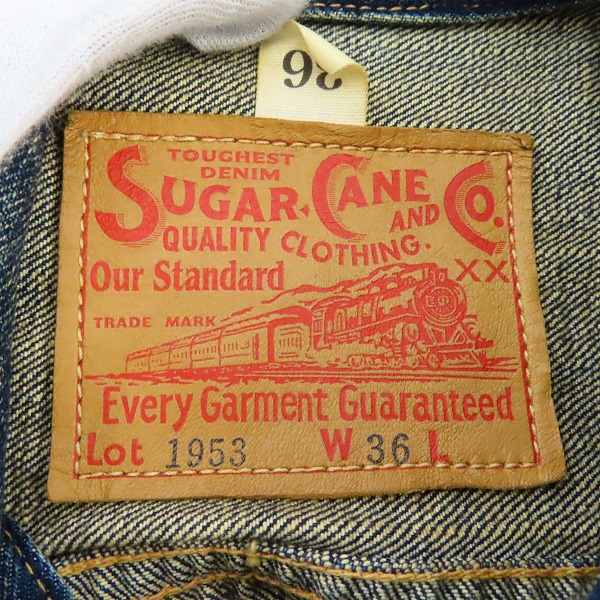 36
TOUGHEST
DENIM
SUGAR CANE AND CO.
QUALITY CLOTHING.
Our Standard XX
TRADE MARK
Every Garment Guaranteed
Lot 1953 W 36 L